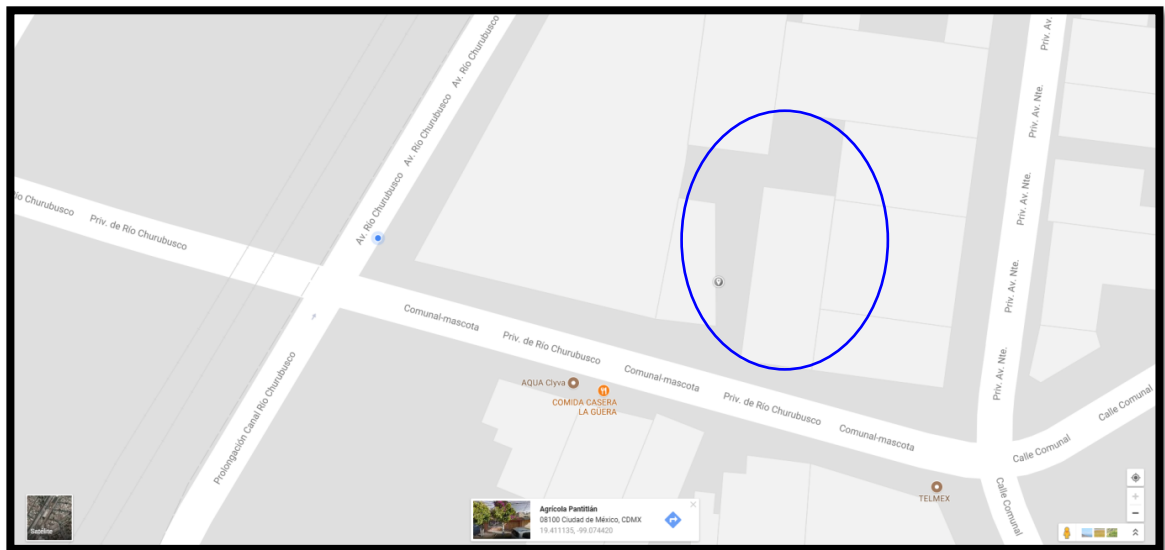 Av. Río Churubusco
Av. Río Churubusco
Av. Río Churubusco
Priv. Av.
Priv. Av. Nte.
Priv. Av. Nte.
Priv. Av. Nte.
Priv. Av. Nte.
ío Churubusco
Priv. de Río Churubusco
Comunal-mascota
Priv. de Río Churubusco
Comunal-mascota
Priv. de Río Churubusco
Comunal-mascota
Calle Comunal
Calle Comunal
Calle Comunal
Prolongación Canal Río Churubusco
AQUA Clyva
COMIDA CASERA
LA GÜERA
TELMEX
Satélite
Agrícola Pantitlán
08100 Ciudad de México, CDMX
19.411135, -99.074420